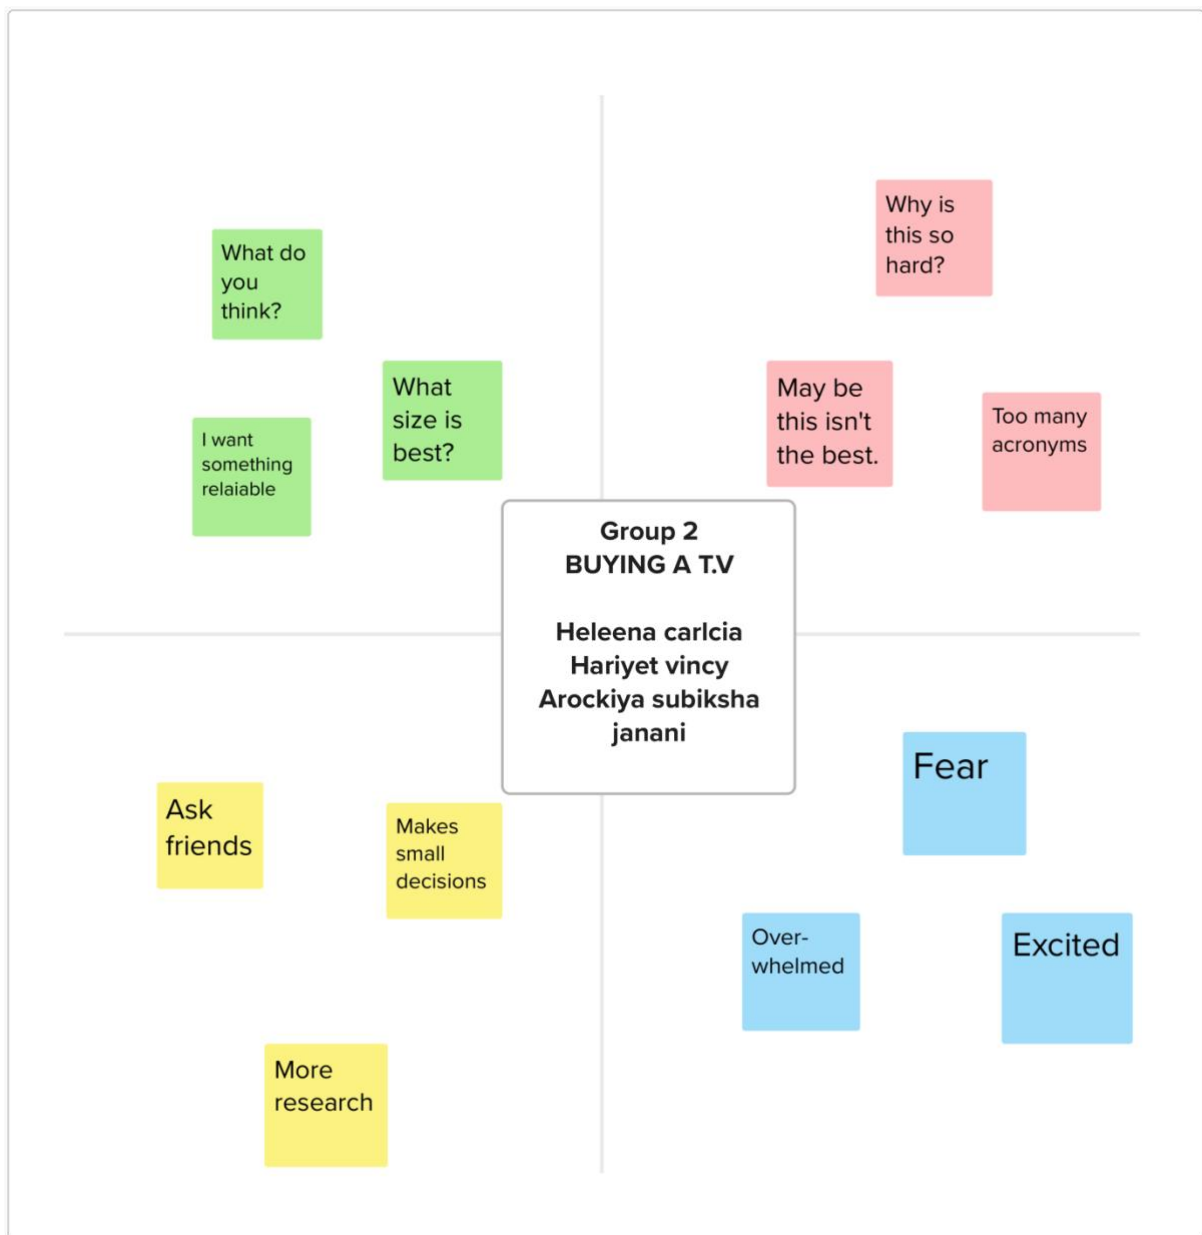 What do
you
think?
What
size is
best?
I want
something
relaiable
Why is
this so
hard?
May be
this isn't
the best.
Too many
acronyms
Group 2
BUYING A T.V
Heleena carlcia
Hariyet vincy
Arockiya subiksha
janani
Ask
friends
Makes
small
decisions
More
research
Fear
Over-
whelmed
Excited